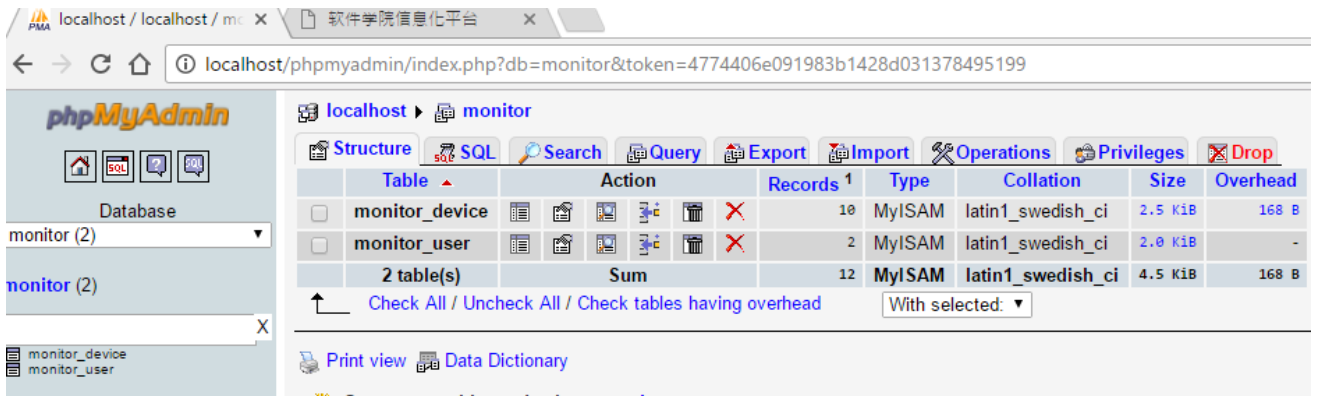 localhost / localhost / mo
软件学院信息化平台
localhost/phpmyadmin/index.php?db=monitor&token=4774406e091983b1428d031378495199
phpMyAdmin
SQL
SQL
Database
monitor (2)
monitor (2)
X
monitor_device
monitor_user
localhost monitor
Structure SQL Search Query Export Import Operations Privileges Drop
Table Action Records 1 Type Collation Size Overhead
monitor_device 10 MyISAM latin1_swedish_ci 2.5 KiB 168 B
monitor_user 2 MyISAM latin1_swedish_ci 2.0 KiB -
2 table(s) Sum 12 MyISAM latin1_swedish_ci 4.5 KiB 168 B
Check All / Uncheck All / Check tables having overhead With selected:
Print view Data Dictionary